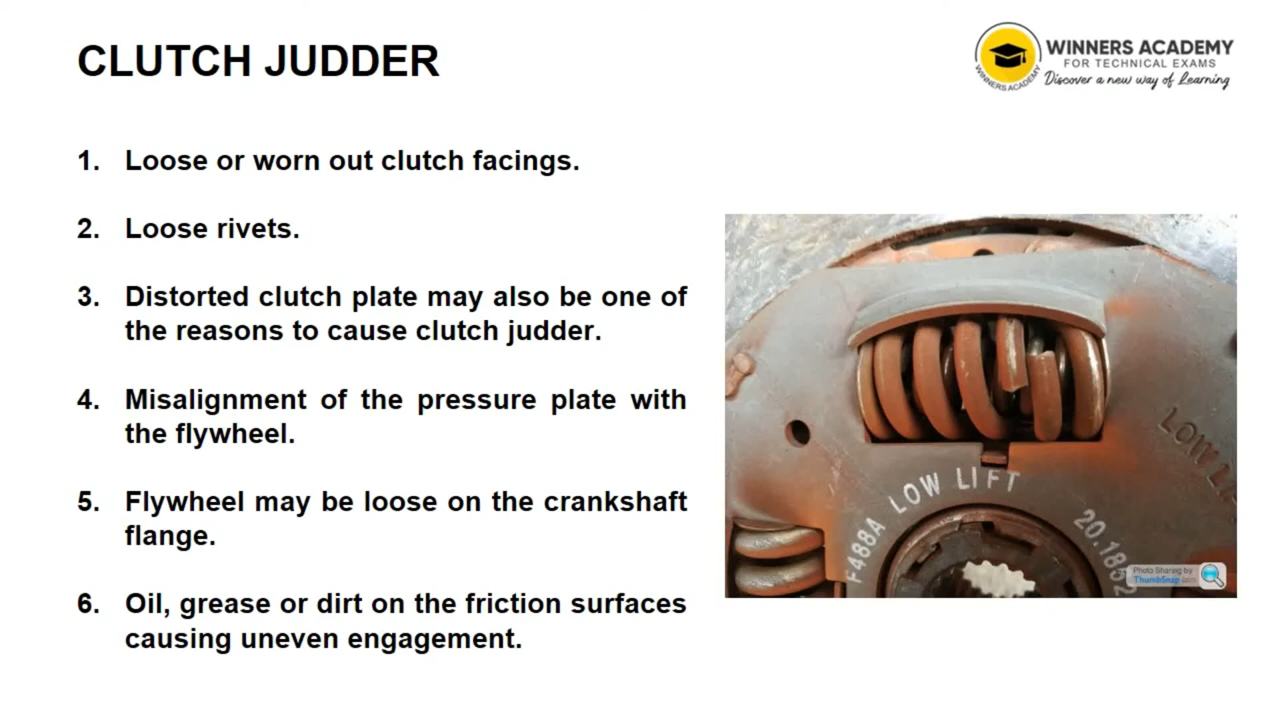 CLUTCH JUDDER
WINNERS ACADEMY
FOR TECHNICAL EXAMS
Discover a new way of Learning
WINNERS ACADEMY
1. Loose or worn out clutch facings.
2. Loose rivets.
3. Distorted clutch plate may also be one of
the reasons to cause clutch judder.
4. Misalignment of the pressure plate with
the flywheel.
5. Flywheel may be loose on the crankshaft
flange.
6. Oil, grease or dirt on the friction surfaces
causing uneven engagement.
LOW LIFT
F488A
LOW
Photo Sharing by
ThumbSnap.com